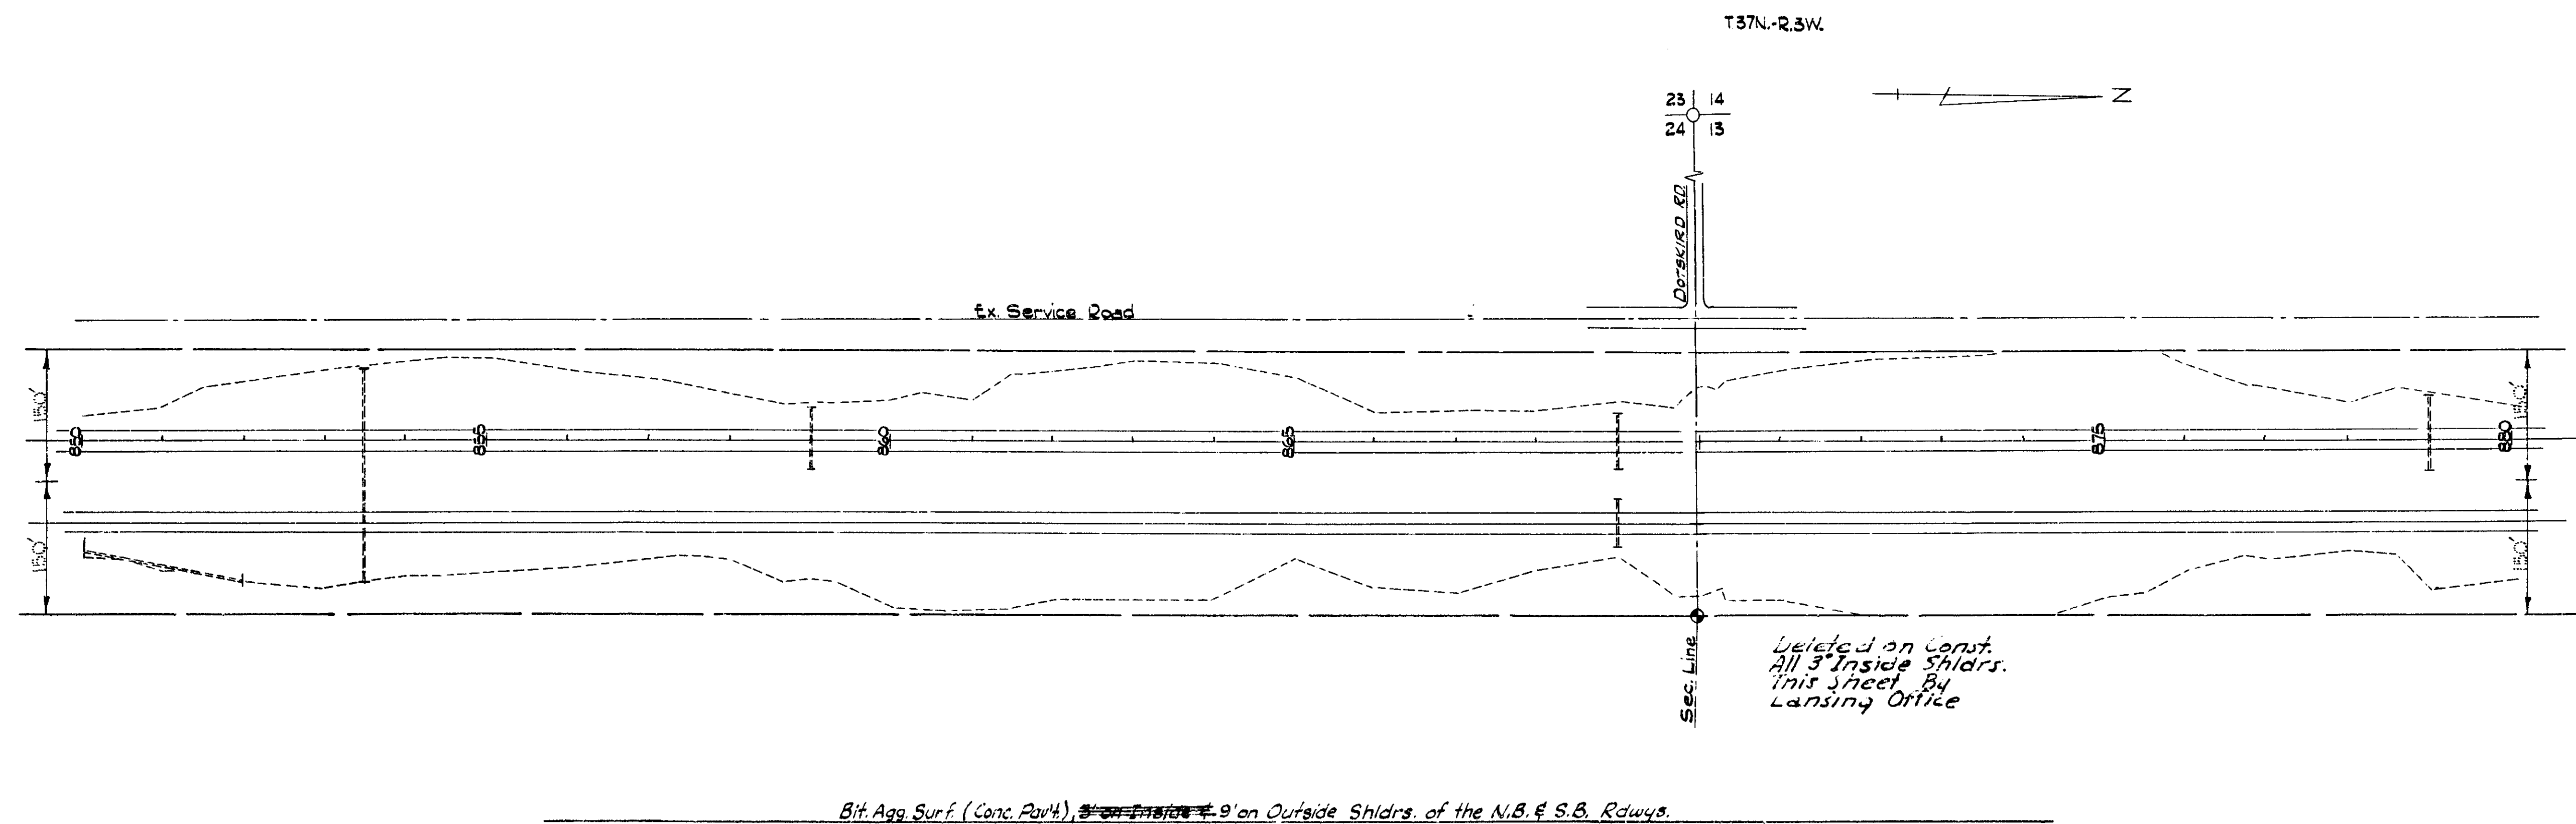 T37N.-R.3W.
23 14
24 13
N
DOTSKIRD RD.
Ex. Service Road
150' 150'
850 855 860 865 875 880
150' 150'
Sec. Line
Deleted on Const.
All 3' Inside Shldrs.
This Sheet By
Lansing Office
Bit. Agg. Surf. (Conc. Pav't.), 3' on Inside & 9' on Outside Shldrs. of the N.B. & S.B. Rdwys.